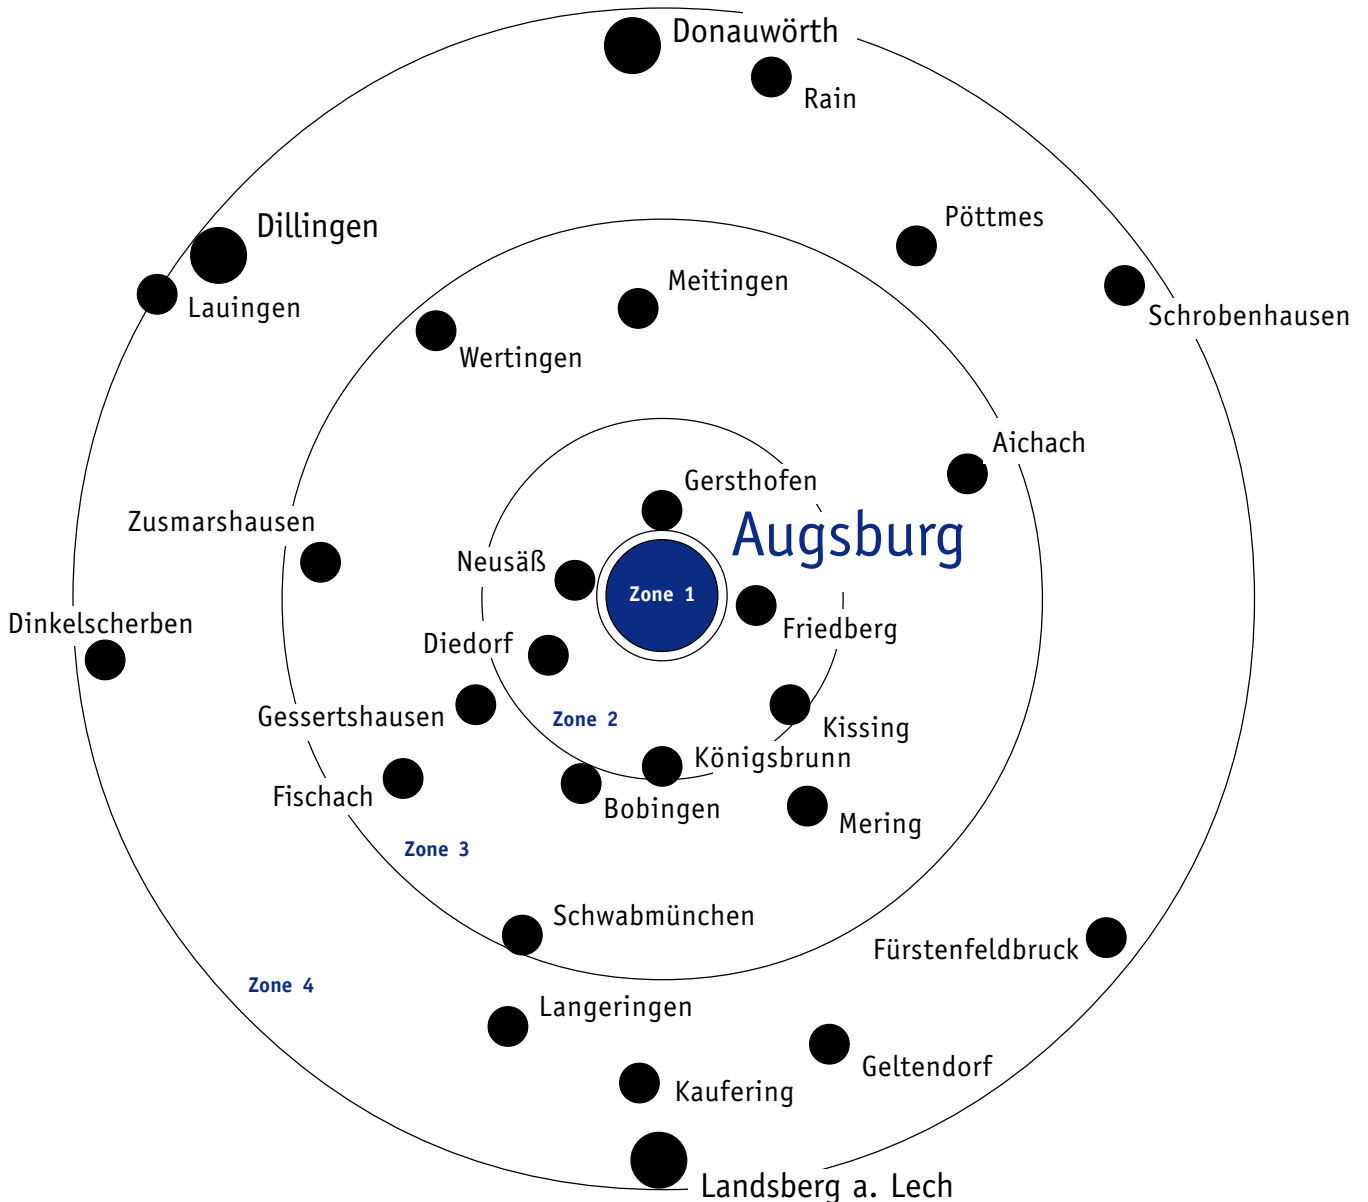 Donauwörth
Rain
Pöttmes
Dillingen
Meitingen
Lauingen
Schrobenhausen
Wertingen
Aichach
Gersthofen
Zusmarshausen
Augsburg
Neusäß
Zone 1
Dinkelscherben
Friedberg
Diedorf
Gessertshausen
Zone 2
Kissing
Königsbrunn
Fischach
Bobingen
Mering
Zone 3
Schwabmünchen
Fürstenfeldbruck
Zone 4
Langeringen
Geltendorf
Kaufering
Landsberg a. Lech